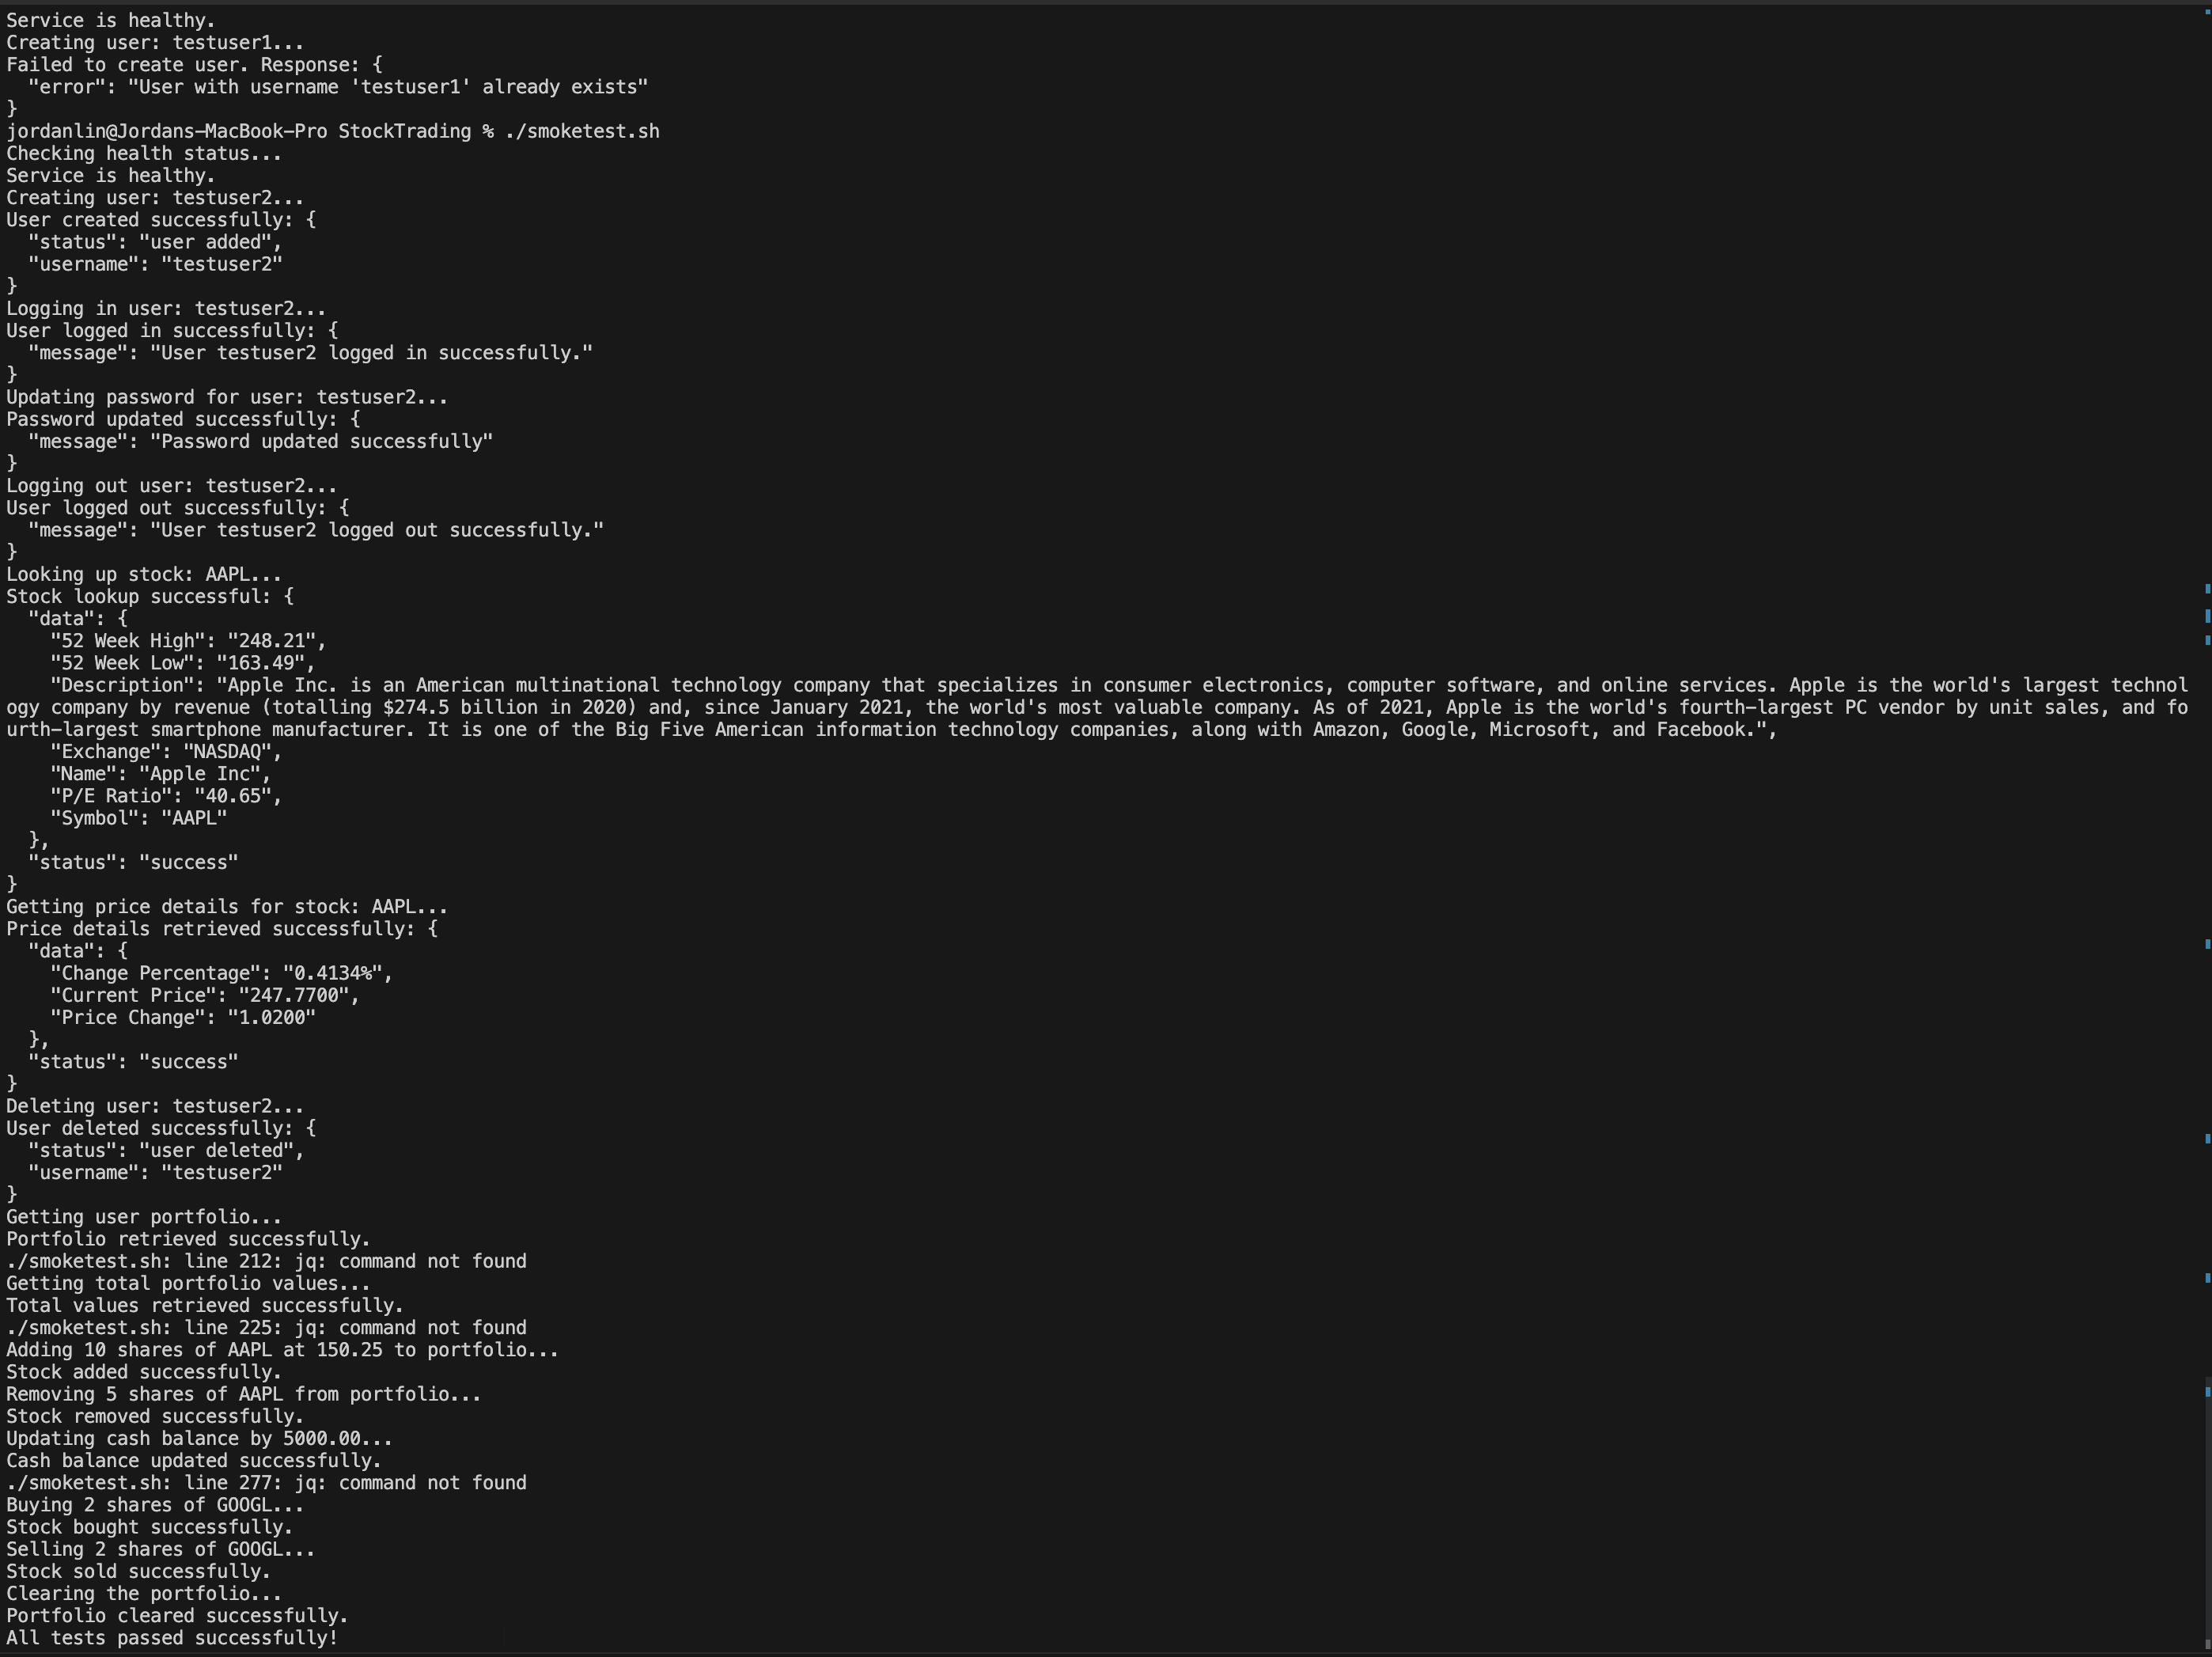 Service is healthy.
Creating user: testuser1...
Failed to create user. Response: {
  "error": "User with username 'testuser1' already exists"
}
jordanlin@Jordans-MacBook-Pro StockTrading % ./smoketest.sh
Checking health status...
Service is healthy.
Creating user: testuser2...
User created successfully: {
  "status": "user added",
  "username": "testuser2"
}
Logging in user: testuser2...
User logged in successfully: {
  "message": "User testuser2 logged in successfully."
}
Updating password for user: testuser2...
Password updated successfully: {
  "message": "Password updated successfully"
}
Logging out user: testuser2...
User logged out successfully: {
  "message": "User testuser2 logged out successfully."
}
Looking up stock: AAPL...
Stock lookup successful: {
  "data": {
    "52 Week High": "248.21",
    "52 Week Low": "163.49",
    "Description": "Apple Inc. is an American multinational technology company that specializes in consumer electronics, computer software, and online services. Apple is the world's largest technol
ogy company by revenue (totalling $274.5 billion in 2020) and, since January 2021, the world's most valuable company. As of 2021, Apple is the world's fourth-largest PC vendor by unit sales, and fo
urth-largest smartphone manufacturer. It is one of the Big Five American information technology companies, along with Amazon, Google, Microsoft, and Facebook.",
    "Exchange": "NASDAQ",
    "Name": "Apple Inc",
    "P/E Ratio": "40.65",
    "Symbol": "AAPL"
  },
  "status": "success"
}
Getting price details for stock: AAPL...
Price details retrieved successfully: {
  "data": {
    "Change Percentage": "0.4134%",
    "Current Price": "247.7700",
    "Price Change": "1.0200"
  },
  "status": "success"
}
Deleting user: testuser2...
User deleted successfully: {
  "status": "user deleted",
  "username": "testuser2"
}
Getting user portfolio...
Portfolio retrieved successfully.
./smoketest.sh: line 212: jq: command not found
Getting total portfolio values...
Total values retrieved successfully.
./smoketest.sh: line 225: jq: command not found
Adding 10 shares of AAPL at 150.25 to portfolio...
Stock added successfully.
Removing 5 shares of AAPL from portfolio...
Stock removed successfully.
Updating cash balance by 5000.00...
Cash balance updated successfully.
./smoketest.sh: line 277: jq: command not found
Buying 2 shares of GOOGL...
Stock bought successfully.
Selling 2 shares of GOOGL...
Stock sold successfully.
Clearing the portfolio...
Portfolio cleared successfully.
All tests passed successfully!